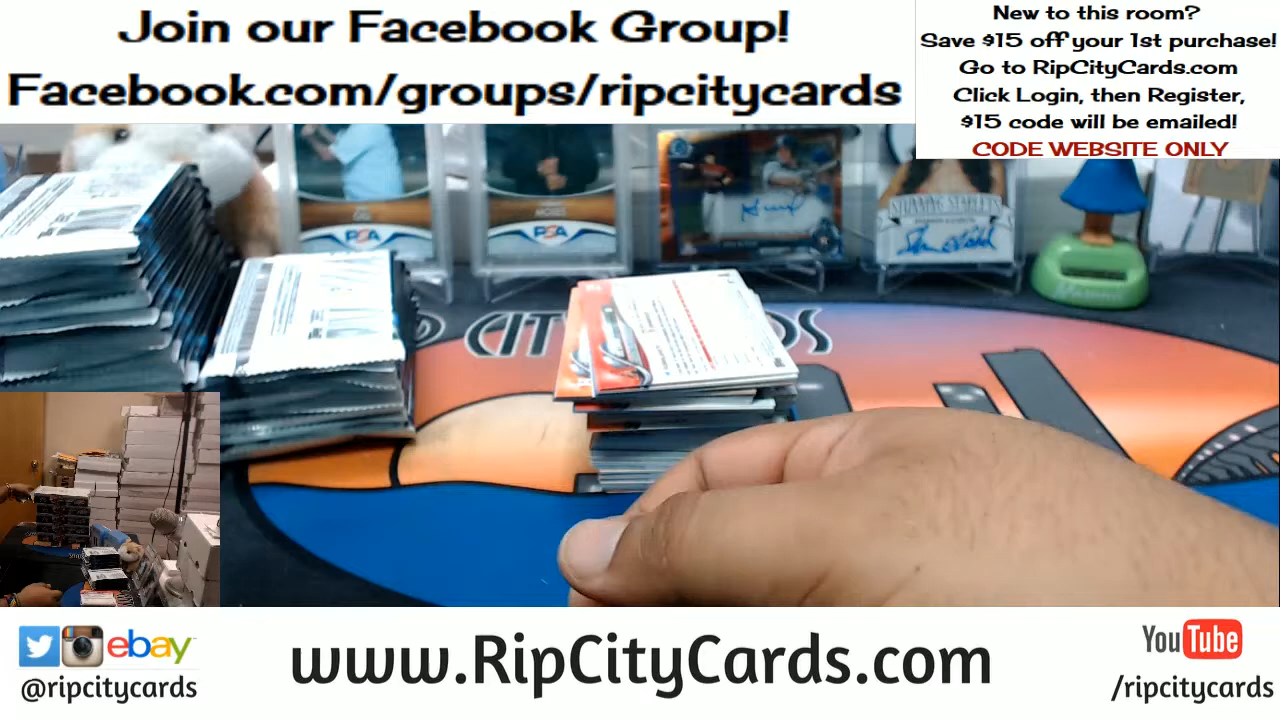 Join our Facebook Group!
Facebook.com/groups/ripcitycards
New to this room?
Save $15 off your 1st purchase!
Go to RipCityCards.com
Click Login, then Register,
$15 code will be emailed!
CODE WEBSITE ONLY
PSA
PSA
ebay
@ripcitycards
www.RipCityCards.com
YouTube
/ripcitycards